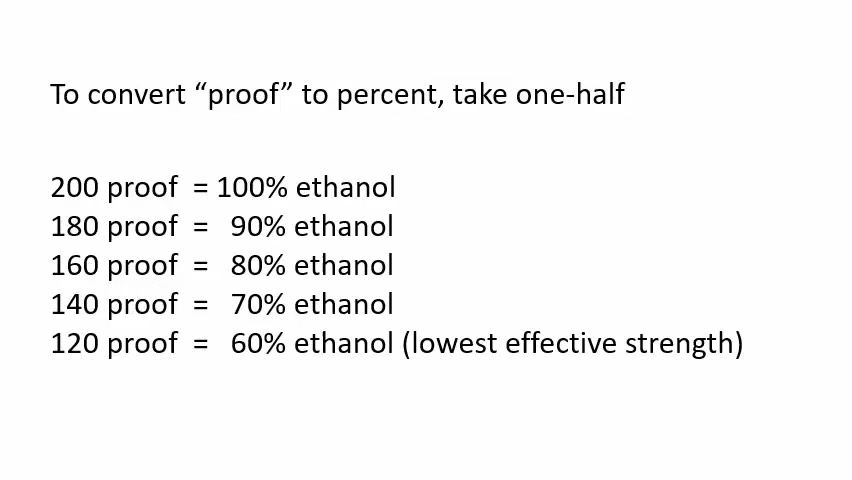 To convert “proof” to percent, take one-half
200 proof = 100% ethanol
180 proof = 90% ethanol
160 proof = 80% ethanol
140 proof = 70% ethanol
120 proof = 60% ethanol (lowest effective strength)